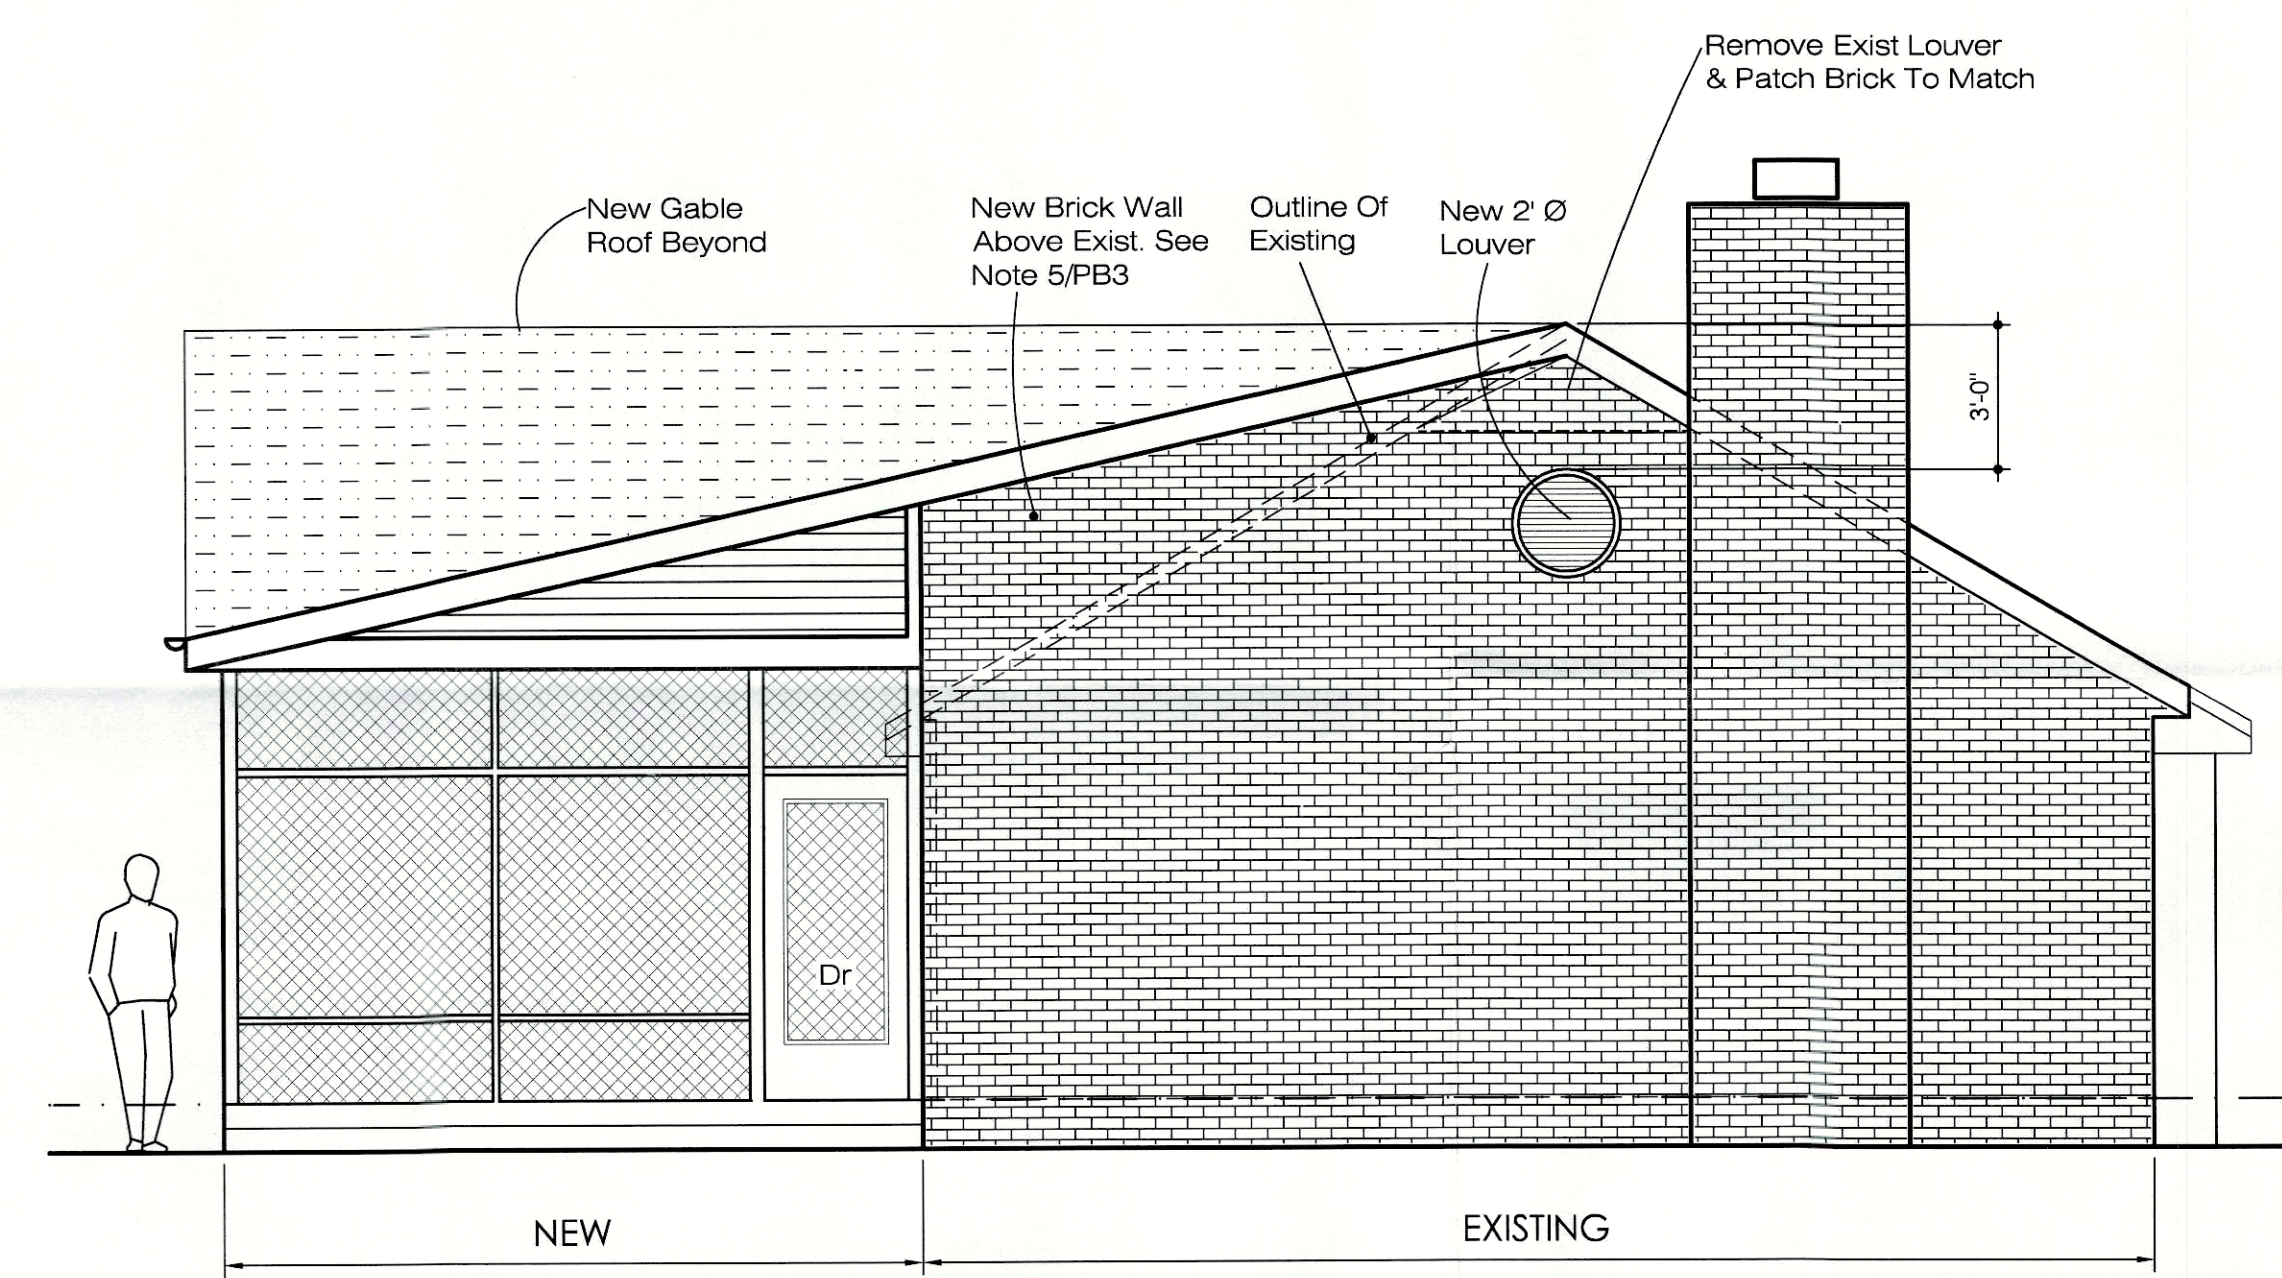 Remove Exist Louver
& Patch Brick To Match
New Gable
Roof Beyond
New Brick Wall
Above Exist. See
Note 5/PB3
Outline Of
Existing
New 2' Ø
Louver
3'-0"
Dr
NEW
EXISTING